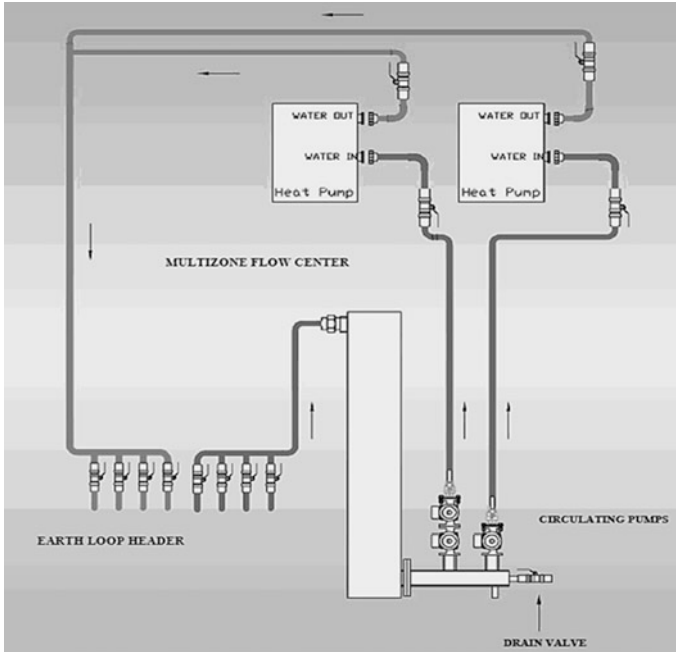 WATER OUT
WATER IN
Heat Pump
WATER OUT
WATER IN
Heat Pump
MULTIZONE FLOW CENTER
CIRCULATING PUMPS
EARTH LOOP HEADER
DRAIN VALVE